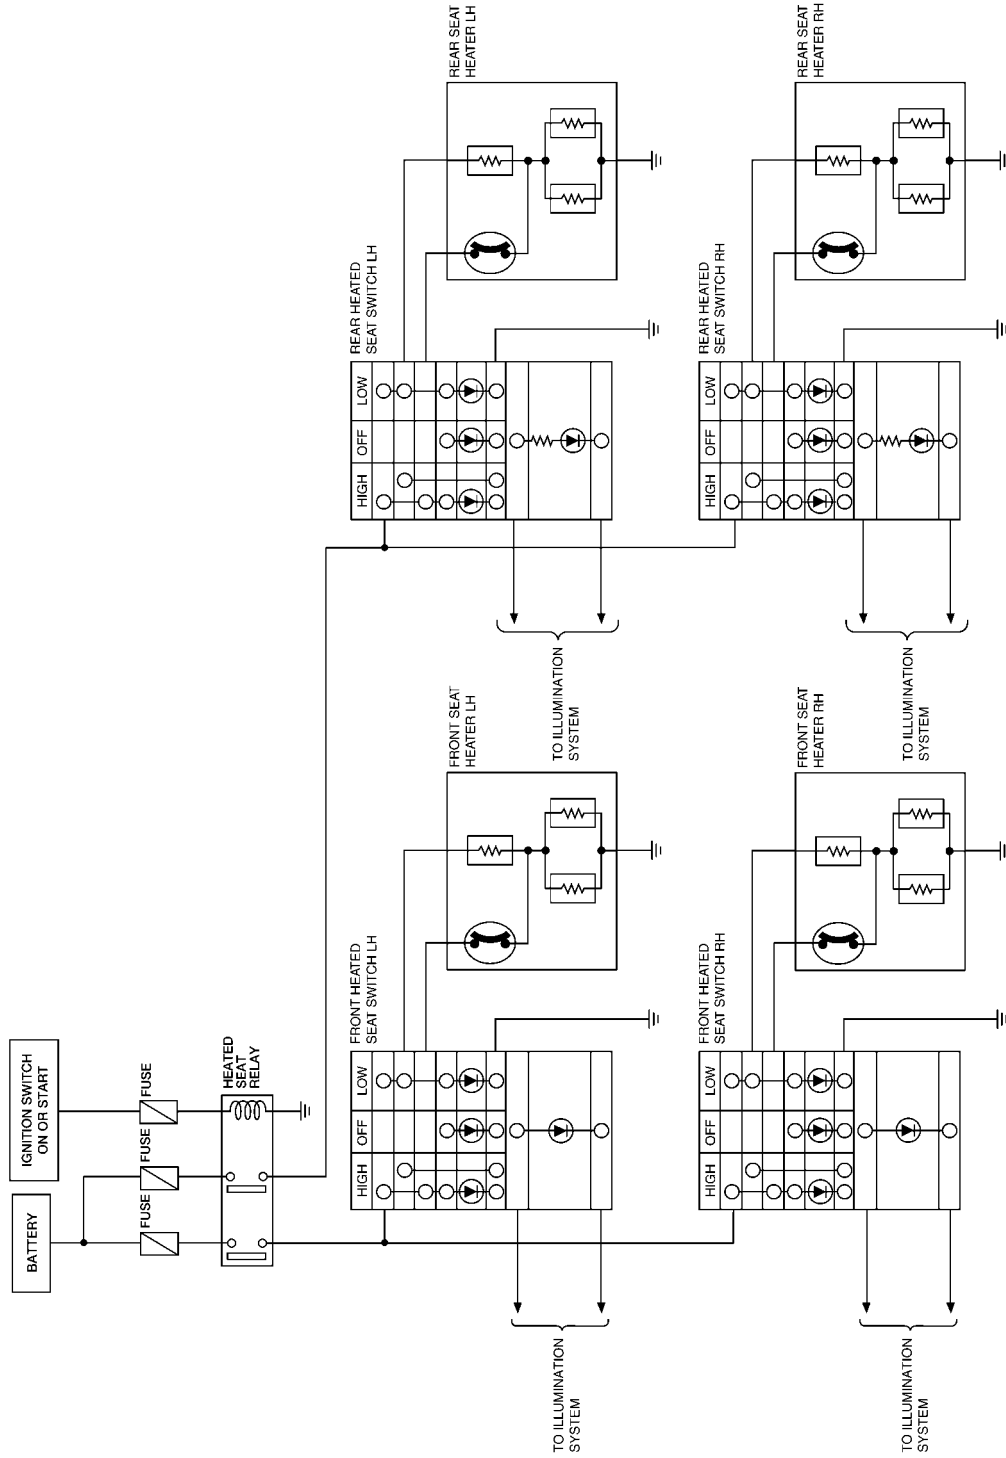 BATTERY
IGNITION SWITCH
ON OR START
FUSE
FUSE
FUSE
HEATED
SEAT
RELAY
FRONT HEATED
SEAT SWITCH LH
HIGH
OFF
LOW
FRONT SEAT
HEATER LH
TO ILLUMINATION
SYSTEM
REAR HEATED
SEAT SWITCH LH
HIGH
OFF
LOW
REAR SEAT
HEATER LH
TO ILLUMINATION
SYSTEM
FRONT HEATED
SEAT SWITCH RH
HIGH
OFF
LOW
FRONT SEAT
HEATER RH
TO ILLUMINATION
SYSTEM
REAR HEATED
SEAT SWITCH RH
HIGH
OFF
LOW
REAR SEAT
HEATER RH
TO ILLUMINATION
SYSTEM